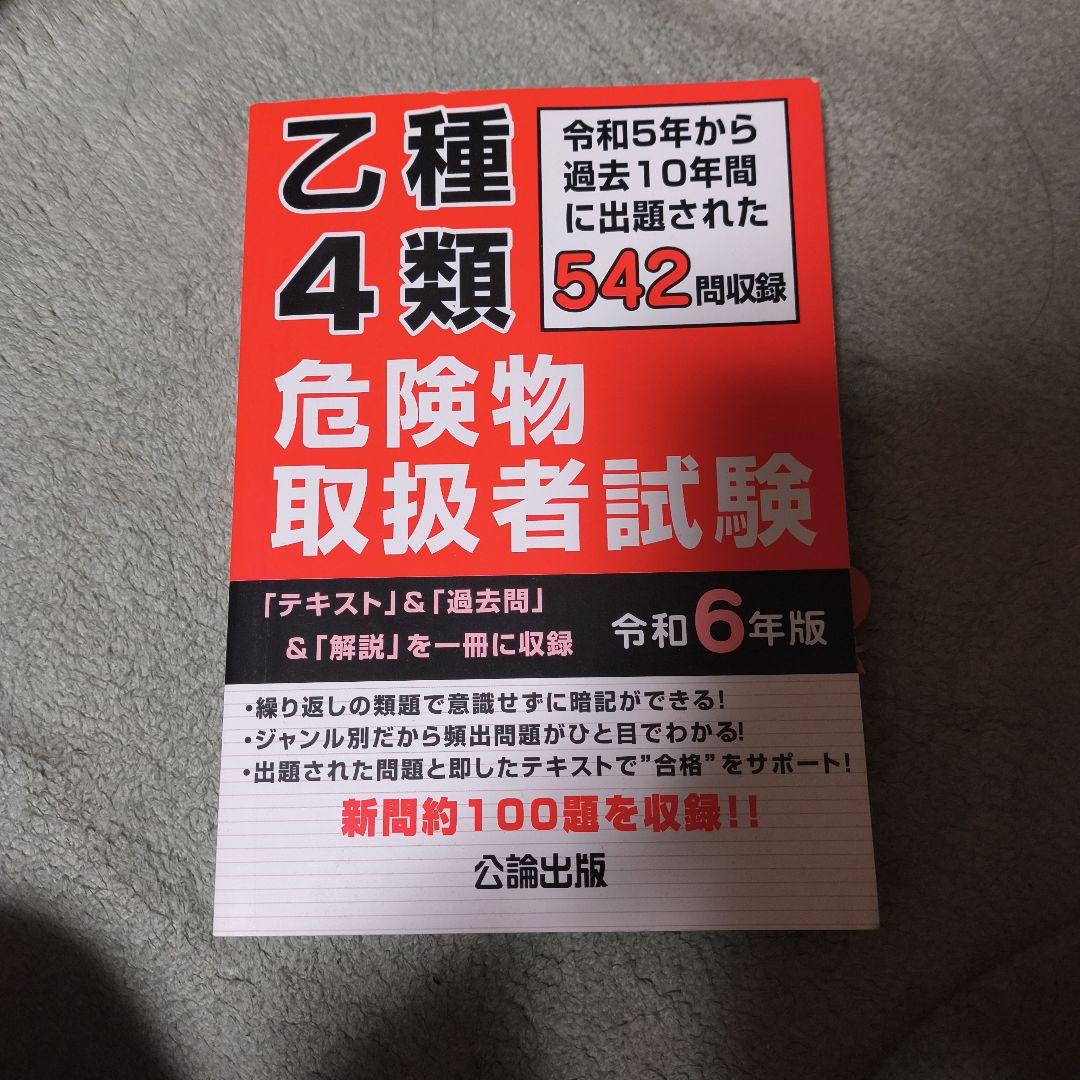 乙種
4類
令和5年から
過去10年間
に出題された
542問収録
危険物
取扱者試験
「テキスト」&「過去問」
&「解説」を一冊に収録
令和6年版
・繰り返しの類題で意識せずに暗記ができる!
・ジャンル別だから頻出問題がひと目でわかる!
・出題された問題と即したテキストで"合格"をサポート!
新問約100題を収録!!
公論出版